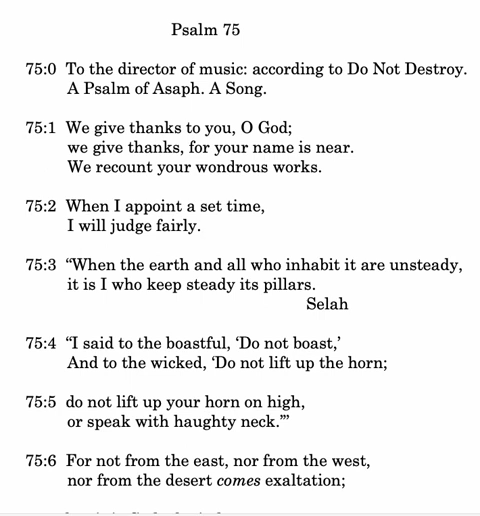 Psalm 75
75:0 To the director of music: according to Do Not Destroy.
A Psalm of Asaph. A Song.
75:1 We give thanks to you, O God;
we give thanks, for your name is near.
We recount your wondrous works.
75:2 When I appoint a set time,
I will judge fairly.
75:3 “When the earth and all who inhabit it are unsteady,
it is I who keep steady its pillars.
Selah
75:4 “I said to the boastful, ‘Do not boast,’
And to the wicked, ‘Do not lift up the horn;
75:5 do not lift up your horn on high,
or speak with haughty neck.’”
75:6 For not from the east, nor from the west,
nor from the desert comes exaltation;